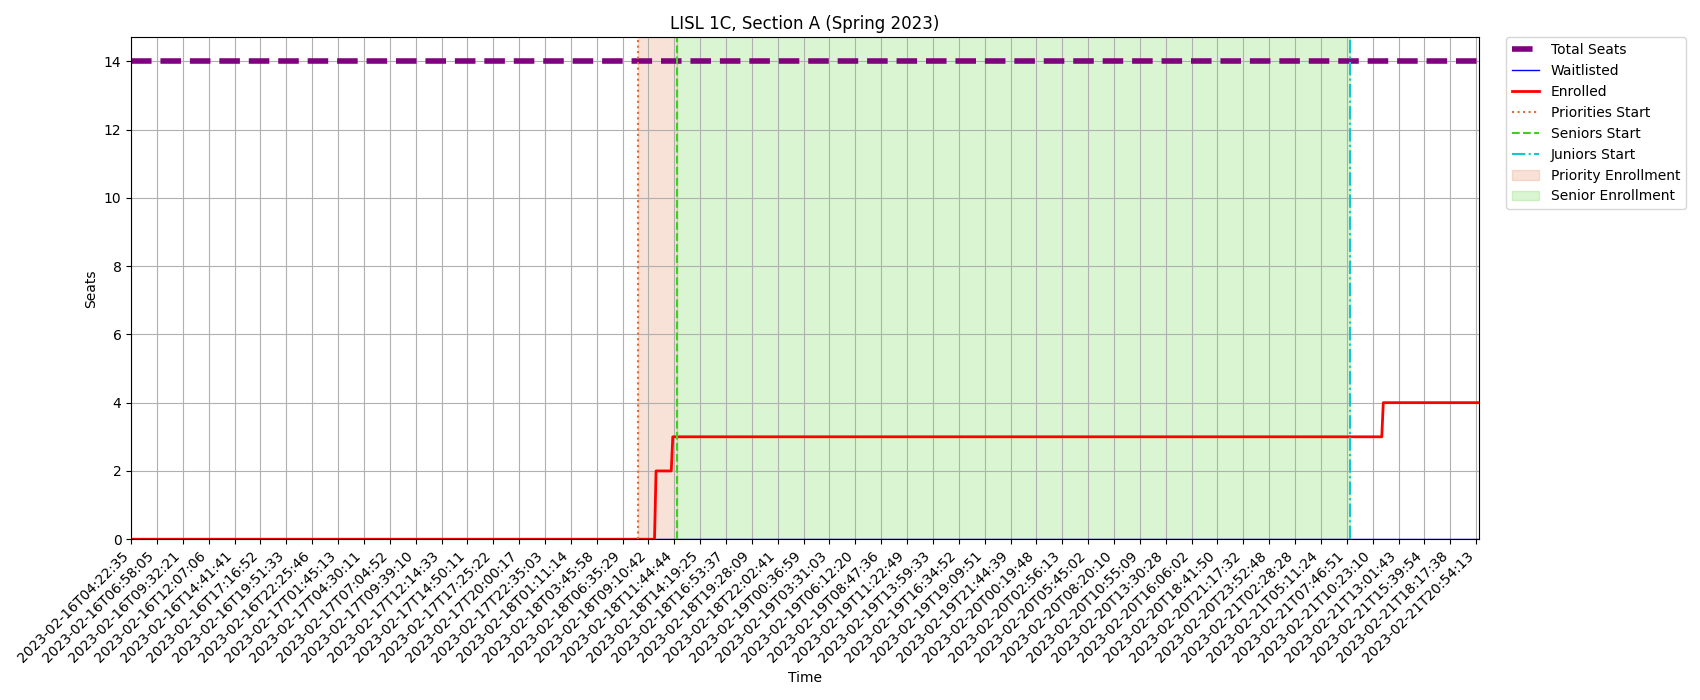 LISL 1C, Section A (Spring 2023)
Total Seats
Waitlisted
Enrolled
Priorities Start
Seniors Start
Juniors Start
Priority Enrollment
Senior Enrollment
Seats
14
12
10
8
6
4
2
0
2023-02-16T04:22:35
2023-02-16T06:58:05
2023-02-16T09:32:21
2023-02-16T12:07:06
2023-02-16T14:41:41
2023-02-16T17:16:52
2023-02-16T19:51:33
2023-02-16T22:25:46
2023-02-17T01:45:13
2023-02-17T04:30:11
2023-02-17T07:04:52
2023-02-17T09:39:10
2023-02-17T12:14:33
2023-02-17T14:50:11
2023-02-17T17:25:22
2023-02-17T20:00:17
2023-02-17T22:35:03
2023-02-18T01:11:14
2023-02-18T03:45:58
2023-02-18T06:35:29
2023-02-18T09:10:42
2023-02-18T11:44:44
2023-02-18T14:19:25
2023-02-18T16:53:37
2023-02-18T19:28:09
2023-02-18T22:02:41
2023-02-19T00:36:59
2023-02-19T03:31:03
2023-02-19T06:12:20
2023-02-19T08:47:36
2023-02-19T11:22:49
2023-02-19T13:59:33
2023-02-19T16:34:52
2023-02-19T19:09:51
2023-02-19T21:44:39
2023-02-20T00:19:48
2023-02-20T02:56:13
2023-02-20T05:45:02
2023-02-20T08:20:10
2023-02-20T10:55:09
2023-02-20T13:30:28
2023-02-20T16:06:02
2023-02-20T18:41:50
2023-02-20T21:17:32
2023-02-20T23:52:48
2023-02-21T02:28:28
2023-02-21T05:11:24
2023-02-21T07:46:51
2023-02-21T10:23:10
2023-02-21T13:01:43
2023-02-21T15:39:54
2023-02-21T18:17:38
2023-02-21T20:54:13
Time